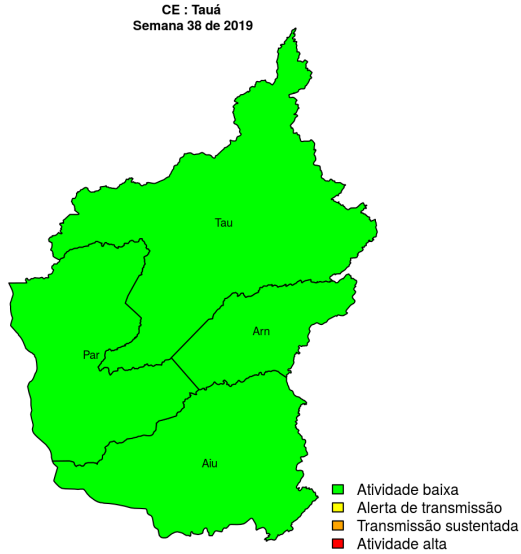 CE : Tauá
Semana 38 de 2019
Tau
Arn
Par
Aiu
Atividade baixa
Alerta de transmissão
Transmissão sustentada
Atividade alta